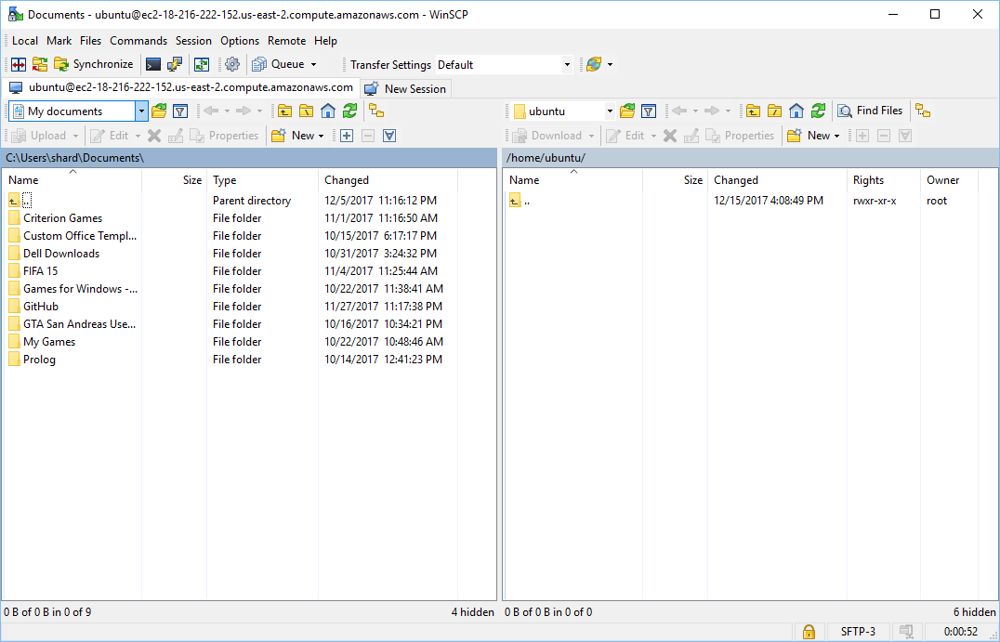 Documents - ubuntu@ec2-18-216-222-152.us-east-2.compute.amazonaws.com - WinSCP
Local Mark Files Commands Session Options Remote Help
Synchronize Queue Transfer Settings Default
ubuntu@ec2-18-216-222-152.us-east-2.compute.amazonaws.com New Session
My documents ubuntu Find Files
Upload Edit Properties New Download Edit Properties New
C:\Users\shard\Documents\ /home/ubuntu/
Name Size Type Changed Name Size Changed Rights Owner
.. Parent directory 12/5/2017 11:16:12 PM .. 12/15/2017 4:08:49 PM rwxr-xr-x root
Criterion Games File folder 11/1/2017 11:16:50 AM
Custom Office Templ... File folder 10/15/2017 6:17:17 PM
Dell Downloads File folder 10/31/2017 3:24:32 PM
FIFA 15 File folder 11/4/2017 11:25:44 AM
Games for Windows -... File folder 10/22/2017 11:38:41 AM
GitHub File folder 11/27/2017 11:17:38 PM
GTA San Andreas Use... File folder 10/16/2017 10:34:21 PM
My Games File folder 10/22/2017 10:48:46 AM
Prolog File folder 10/14/2017 12:41:23 PM
0 B of 0 B in 0 of 9 4 hidden 0 B of 0 B in 0 of 0 6 hidden
SFTP-3 0:00:52